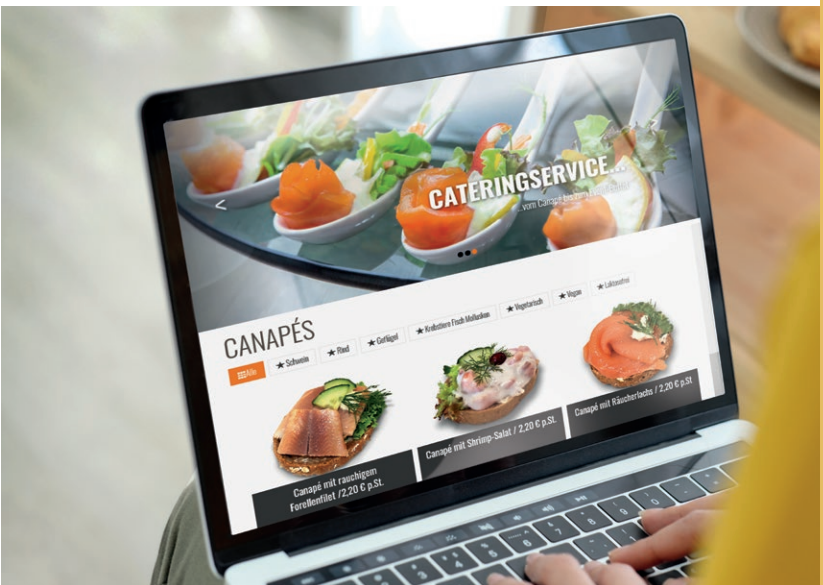 CATERINGSERVICE...
CANAPÉS
Alle
★ Schwein
★ Rind
★ Geflügel
★ Krebstiere Fisch Mollusken
★ Vegetarisch
★ Vegan
★ Laktosefrei
Canapé mit rauchigem
Forellenfilet /2,20 € p.St.
Canapé mit Shrimp-Salat / 2,20 € p.St.
Canapé mit Räucherlachs / 2,20 € p.St.